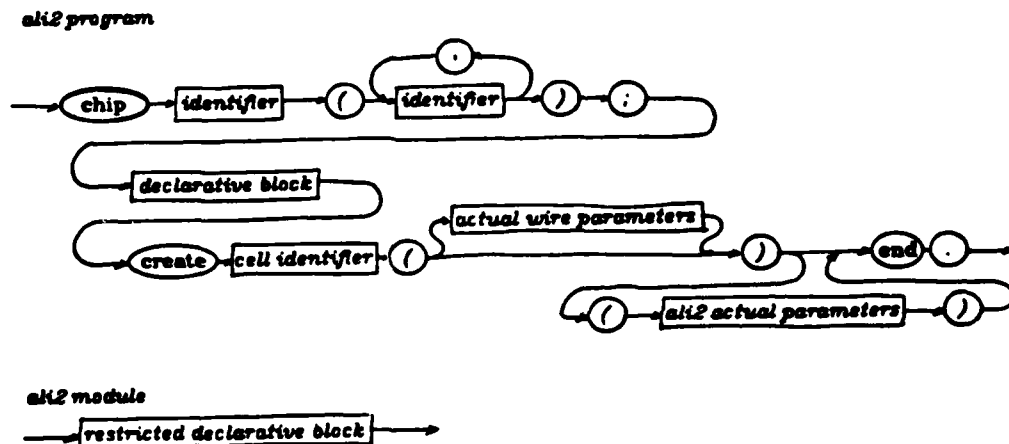 ali2 program
,
chip identifier ( identifier ) ;
declarative block
actual wire parameters
create cell identifier ( ) end .
( ali2 actual parameters )
ali2 module
restricted declarative block